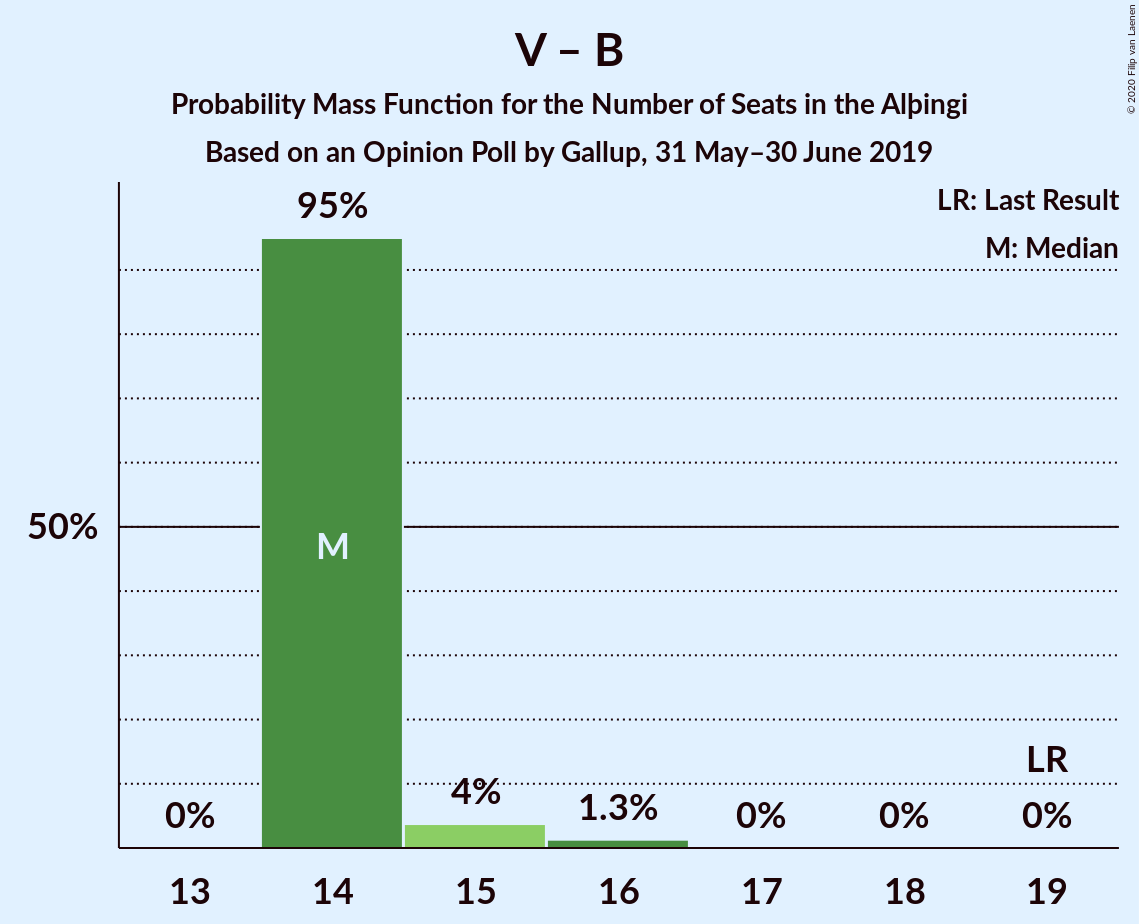 V – B
Probability Mass Function for the Number of Seats in the Alþingi
Based on an Opinion Poll by Gallup, 31 May–30 June 2019
© 2020 Filip van Laenen
LR: Last Result
M: Median
95%
50%
M
0%
4%
1.3%
0%
0%
LR
0%
13 14 15 16 17 18 19